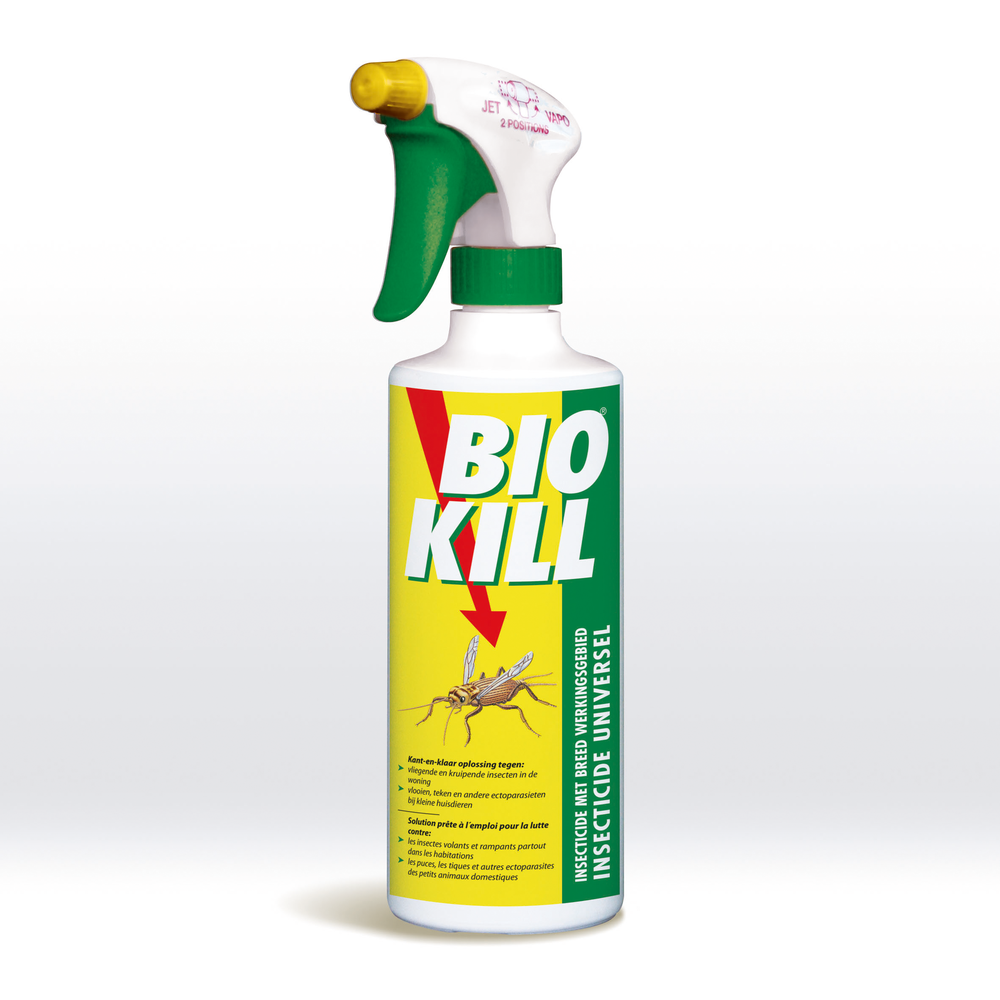 JET
VAPO
2 POSITIONS
BIO®
KILL
Kant-en-klaar oplossing tegen:
➤ vliegende en kruipende insecten in de
woning
➤ vlooien, teken en andere ectoparasieten
bij kleine huisdieren
Solution prête à l´emploi pour la lutte
contre:
➤ les insectes volants et rampants partout
dans les habitations
➤ les puces, les tiques et autres ectoparasites
des petits animaux domestiques
INSECTICIDE MET BREED WERKINGSGEBIED
INSECTICIDE UNIVERSEL